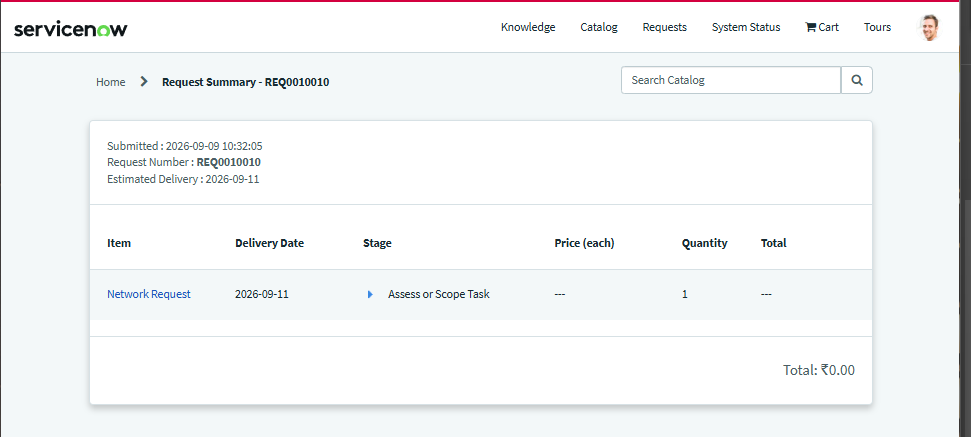 servicenow
Knowledge Catalog Requests System Status Cart Tours
Home Request Summary - REQ0010010
Search Catalog
Submitted : 2026-09-09 10:32:05
Request Number : REQ0010010
Estimated Delivery : 2026-09-11
Item Delivery Date Stage Price (each) Quantity Total
Network Request 2026-09-11 Assess or Scope Task --- 1 ---
Total: ₹0.00